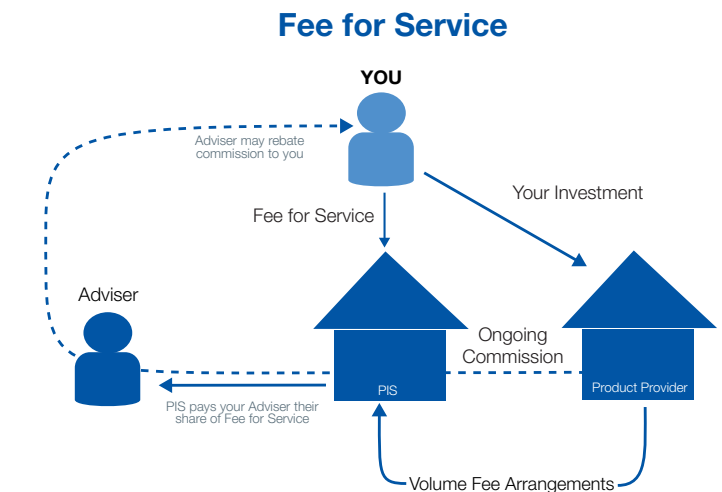 Fee for Service
YOU
Adviser may rebate
commission to you
Your Investment
Fee for Service
Adviser
Ongoing
Commission
PIS
Product Provider
PIS pays your Adviser their
share of Fee for Service
Volume Fee Arrangements